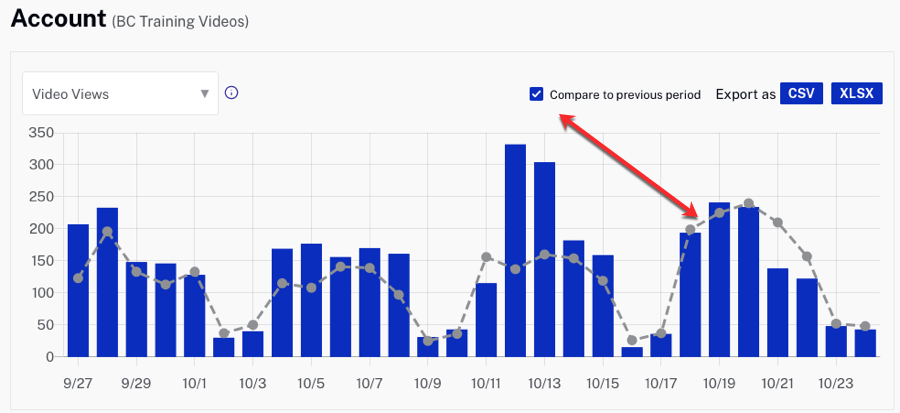 Account (BC Training Videos)
Video Views
Compare to previous period
Export as CSV XLSX
350
300
250
200
150
100
50
0
9/27 9/29 10/1 10/3 10/5 10/7 10/9 10/11 10/13 10/15 10/17 10/19 10/21 10/23